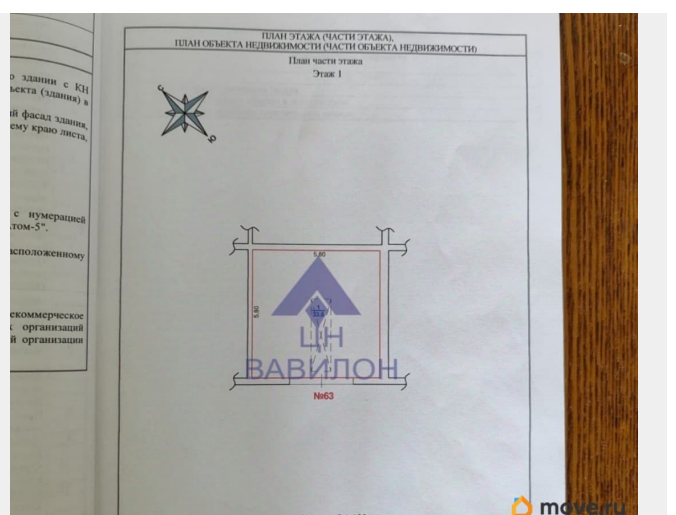 ПЛАН ЭТАЖА (ЧАСТИ ЭТАЖА),
ПЛАН ОБЪЕКТА НЕДВИЖИМОСТИ (ЧАСТИ ОБЪЕКТА НЕДВИЖИМОСТИ)
План части этажа
Этаж 1
здании с КН
ъекта (здания) в
й фасад здания,
ему краю листа,
с нумерацией
том-5".
асположенному
екоммерческое
организаций
й организации
С
Ю
5,80
5,80
ЦН
ВАВИЛОН
№63
move.ru